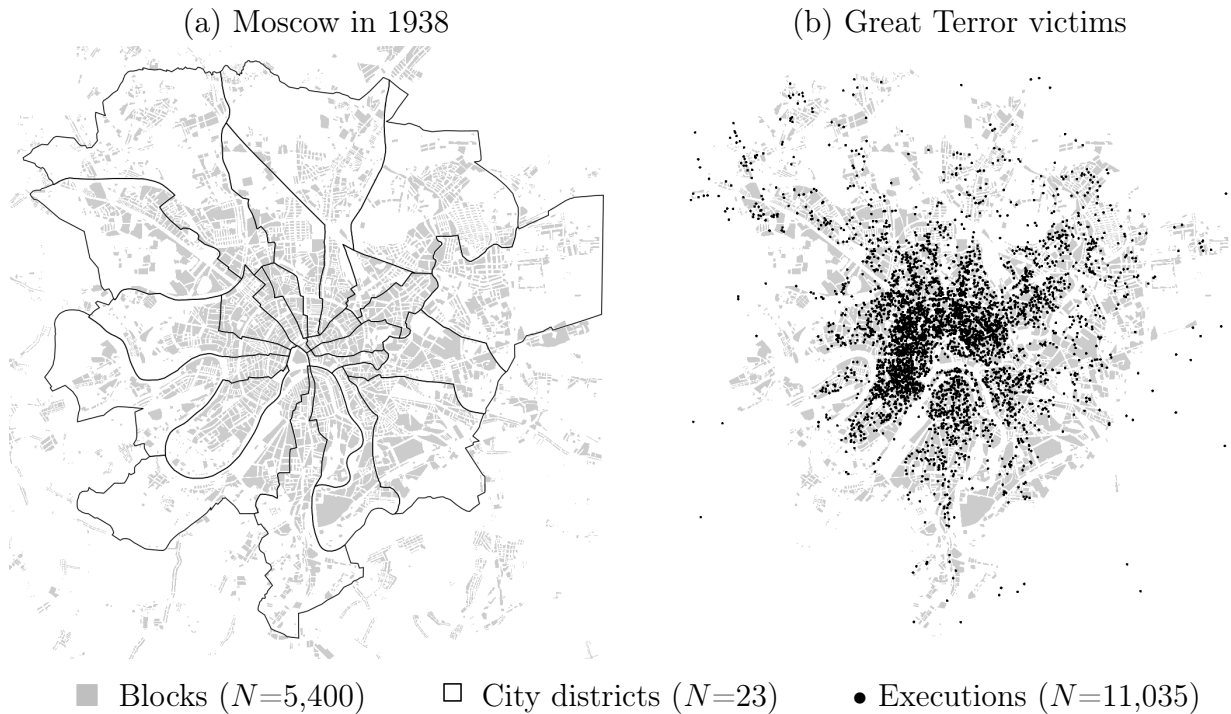 (a) Moscow in 1938
(b) Great Terror victims
Blocks (N=5,400)
City districts (N=23)
Executions (N=11,035)